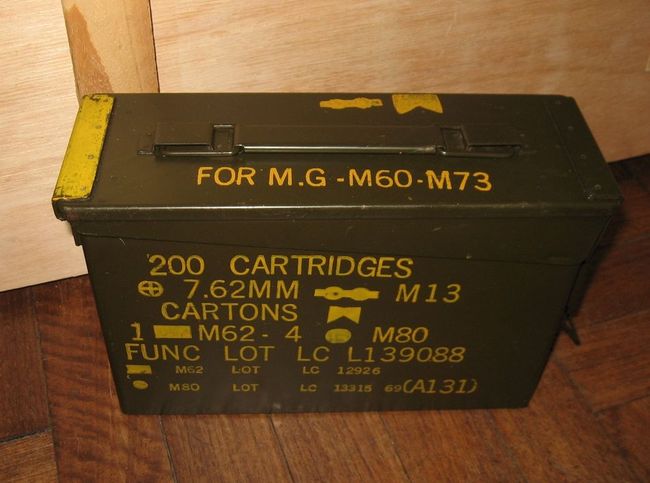 FOR M.G - M60 - M73
200 CARTRIDGES
7.62MM M13
CARTONS
1 M62 - 4 M80
FUNC LOT LC L139088
M62 LOT LC 12926
M80 LOT LC 13315 69 (A131)